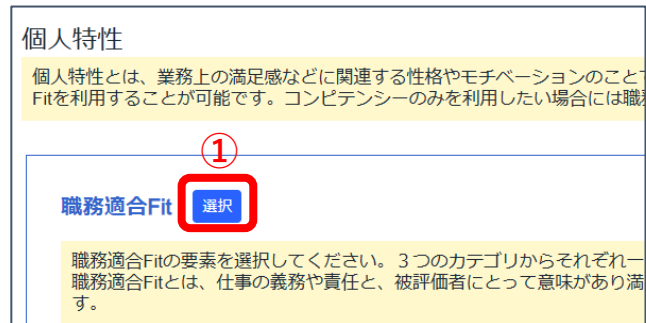 個人特性
個人特性とは、業務上の満足感などに関連する性格やモチベーションのことで
Fitを利用することが可能です。コンピテンシーのみを利用したい場合には職
①
職務適合Fit 選択
職務適合Fitの要素を選択してください。３つのカテゴリからそれぞれ一
職務適合Fitとは、仕事の義務や責任と、被評価者にとって意味があり満
す。